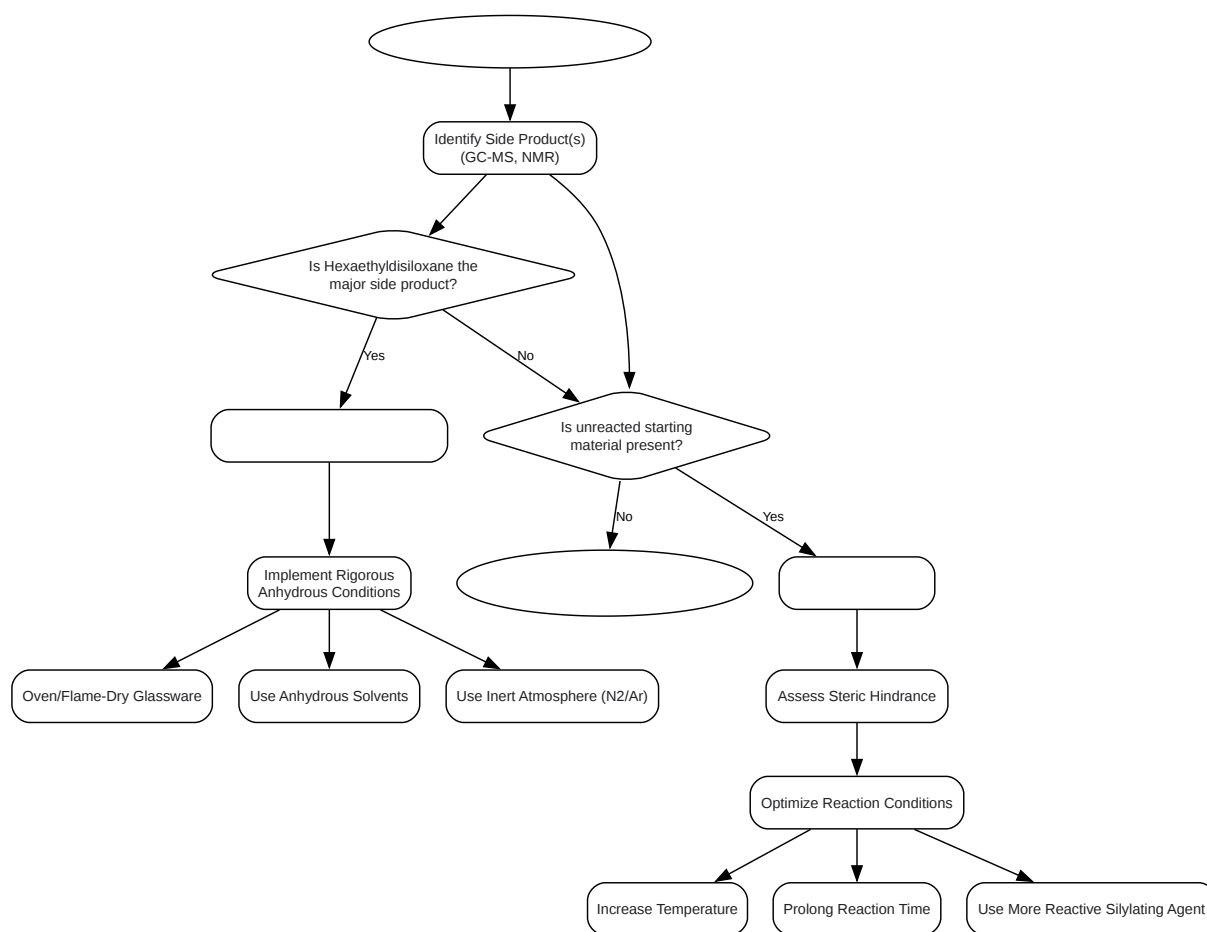 Identify Side Product(s)
(GC-MS, NMR)
Is Hexaethyldisiloxane the
major side product?
Yes
No
Is unreacted starting
material present?
No
Yes
Implement Rigorous
Anhydrous Conditions
Oven/Flame-Dry Glassware
Use Anhydrous Solvents
Use Inert Atmosphere (N2/Ar)
Assess Steric Hindrance
Optimize Reaction Conditions
Increase Temperature
Prolong Reaction Time
Use More Reactive Silylating Agent